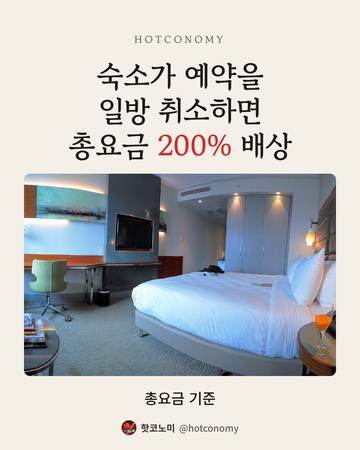 HOTCONOMY
숙소가 예약을
일방 취소하면
총요금 200% 배상
총요금 기준
핫코노미 @hotconomy